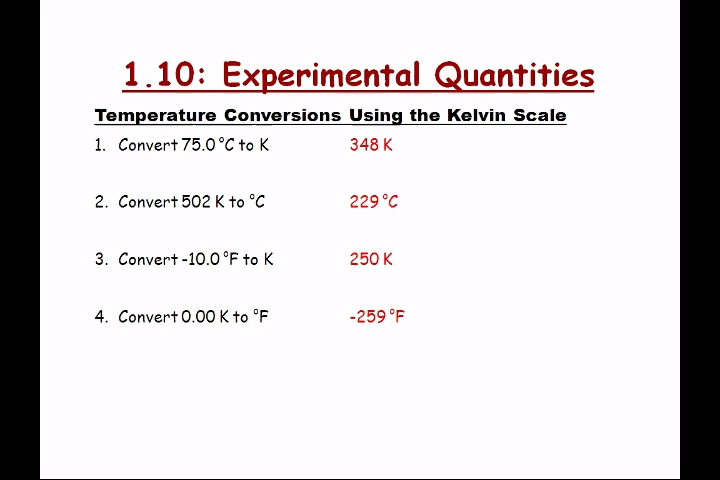 1.10: Experimental Quantities
Temperature Conversions Using the Kelvin Scale
1. Convert 75.0 °C to K 348 K
2. Convert 502 K to °C 229 °C
3. Convert -10.0 °F to K 250 K
4. Convert 0.00 K to °F -259 °F